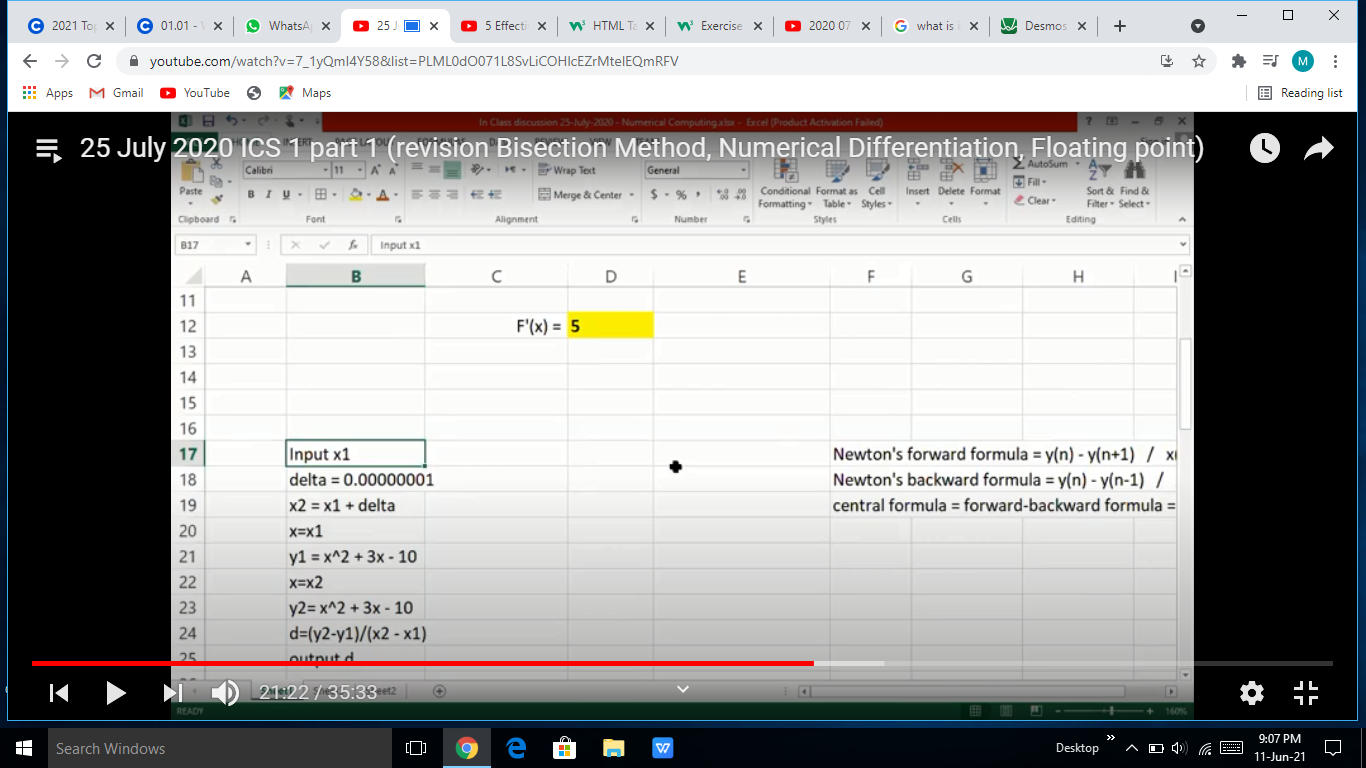 2021 To
01.01 -
WhatsA
25 J
5 Effecti
HTML Ta
Exercise
2020 07
what is
Desmos
youtube.com/watch?v=7_1yQmI4Y58&list=PLML0dO071L8SvLiCOHIcEZrMteIEQmRFV
M
Apps
Gmail
YouTube
Maps
Reading list
In Class discussion 25-July-2020 - Numerical Computing.xlsx - Excel (Product Activation Failed)
25 July 2020 ICS 1 part 1 (revision Bisection Method, Numerical Differentiation, Floating point)
Paste
Calibri
11
Wrap Text
General
AutoSum
B I U
Merge & Center
$ % ,
Conditional Formatting
Format as Table
Cell Styles
Insert
Delete
Format
Fill
Clear
Sort & Filter
Find & Select
Clipboard
Font
Alignment
Number
Styles
Cells
Editing
B17
fx
Input x1
A B C D E F G H I
11
12 F'(x) = 5
13
14
15
16
17 Input x1 Newton's forward formula = y(n) - y(n+1) /
18 delta = 0.00000001 Newton's backward formula = y(n) - y(n-1) /
19 x2 = x1 + delta central formula = forward-backward formula =
20 x=x1
21 y1 = x^2 + 3x - 10
22 x=x2
23 y2= x^2 + 3x - 10
24 d=(y2-y1)/(x2 - x1)
25 output d
21:22 / 35:33
READY
160%
Search Windows
Desktop
9:07 PM
11-Jun-21